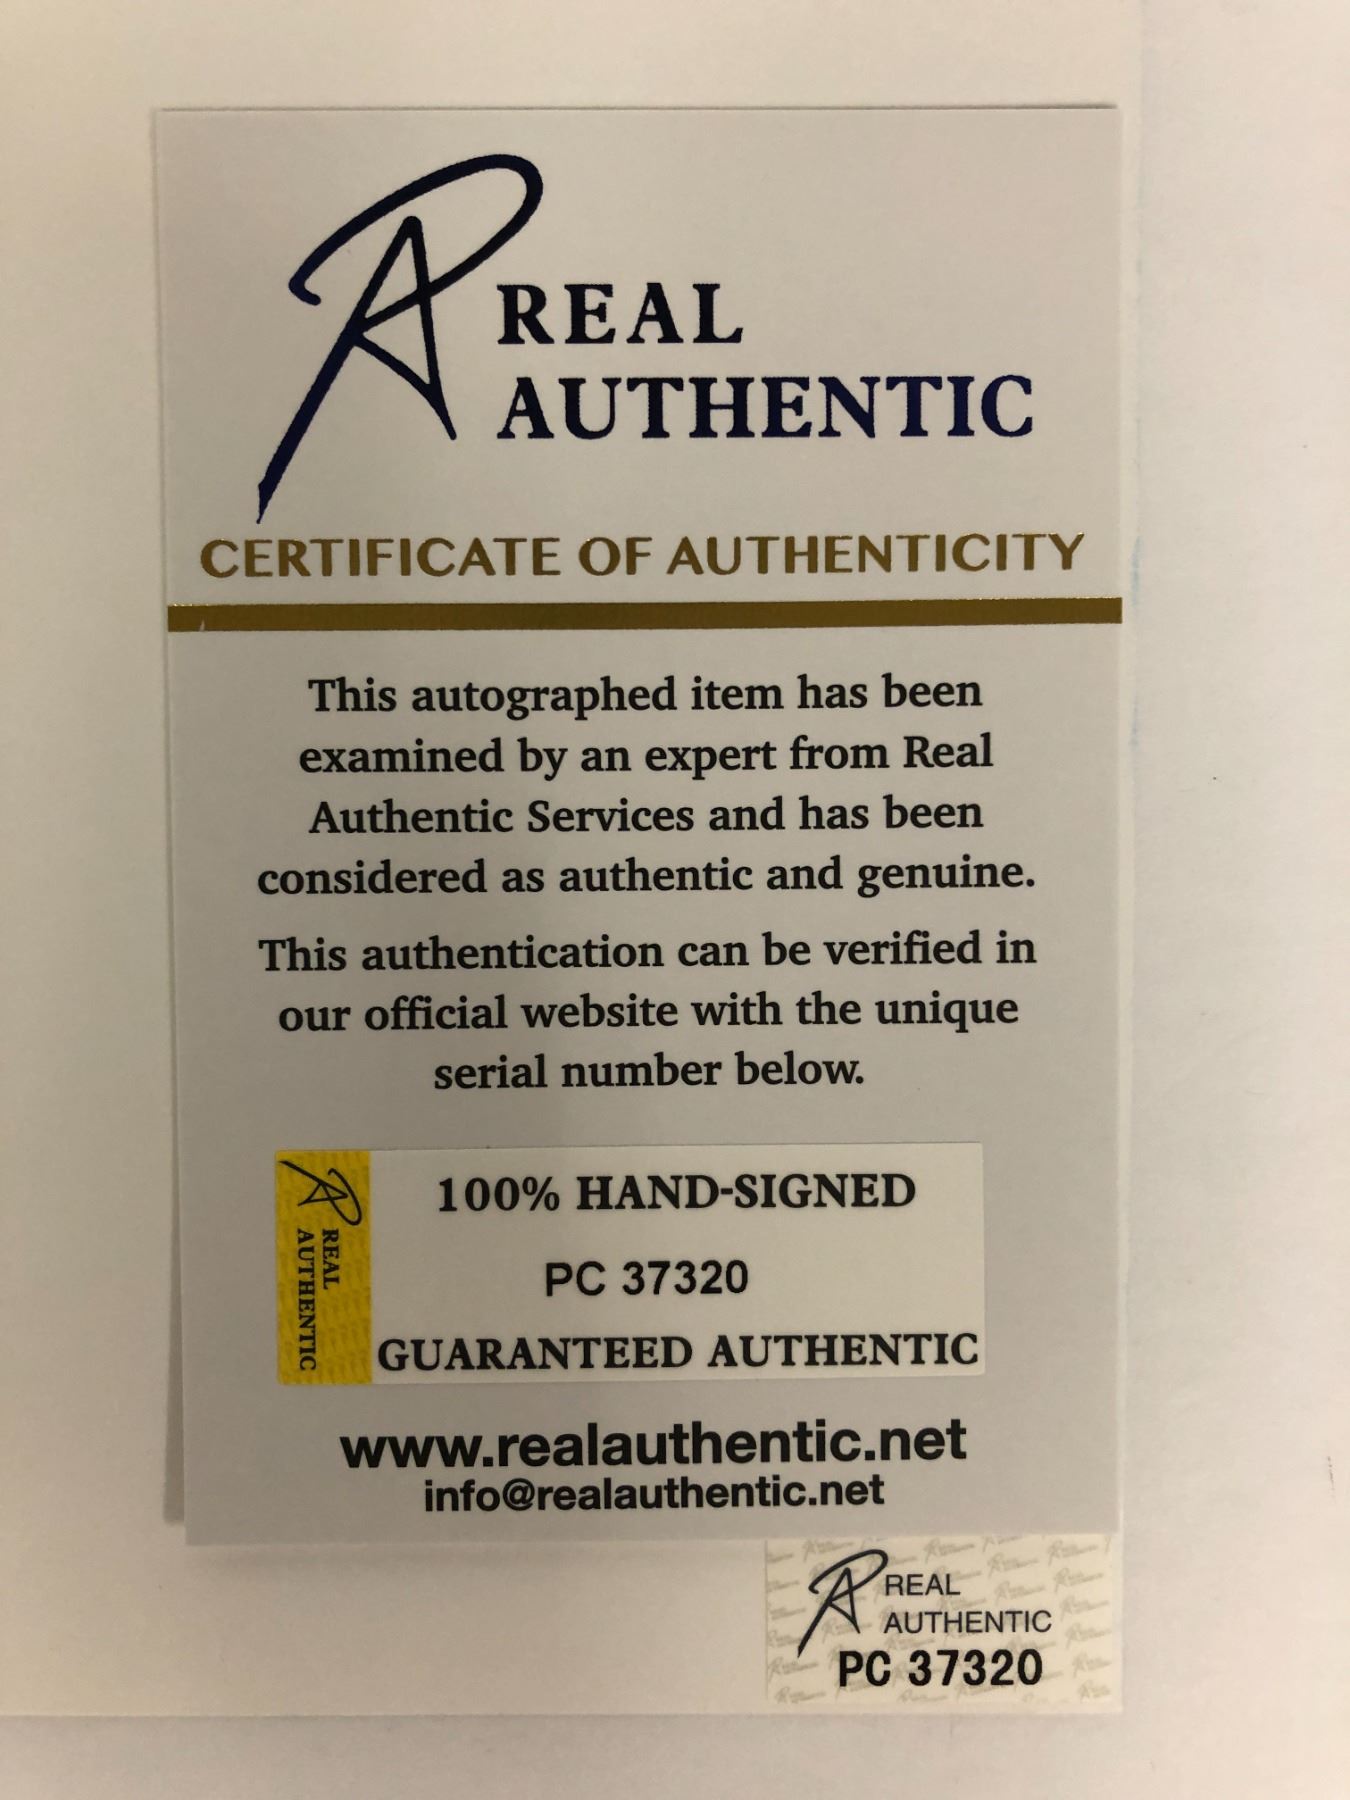 REAL
AUTHENTIC
CERTIFICATE OF AUTHENTICITY
This autographed item has been
examined by an expert from Real
Authentic Services and has been
considered as authentic and genuine.
This authentication can be verified in
our official website with the unique
serial number below.
REAL
AUTHENTIC
100% HAND-SIGNED
PC 37320
GUARANTEED AUTHENTIC
www.realauthentic.net
info@realauthentic.net
REAL
AUTHENTIC
PC 37320